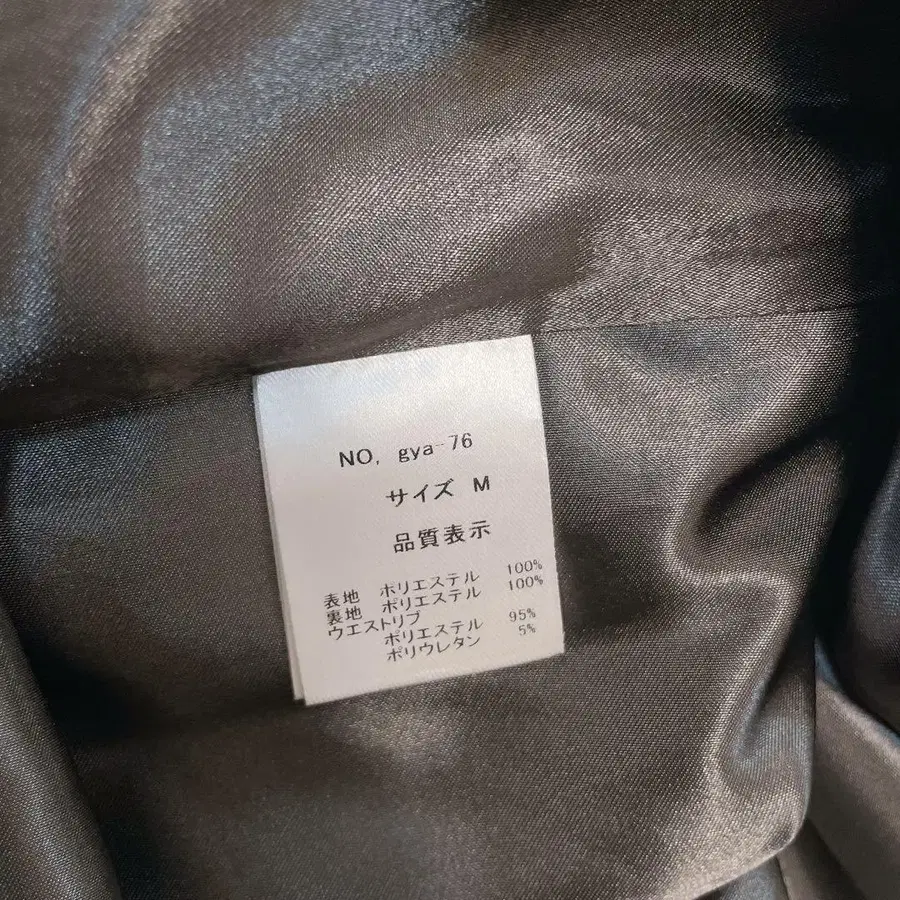 NO, gya-76
サイズ M
品質表示
表地 ポリエステル 100%
裏地 ポリエステル 100%
ウエストリブ
ポリエステル 95%
ポリウレタン 5%